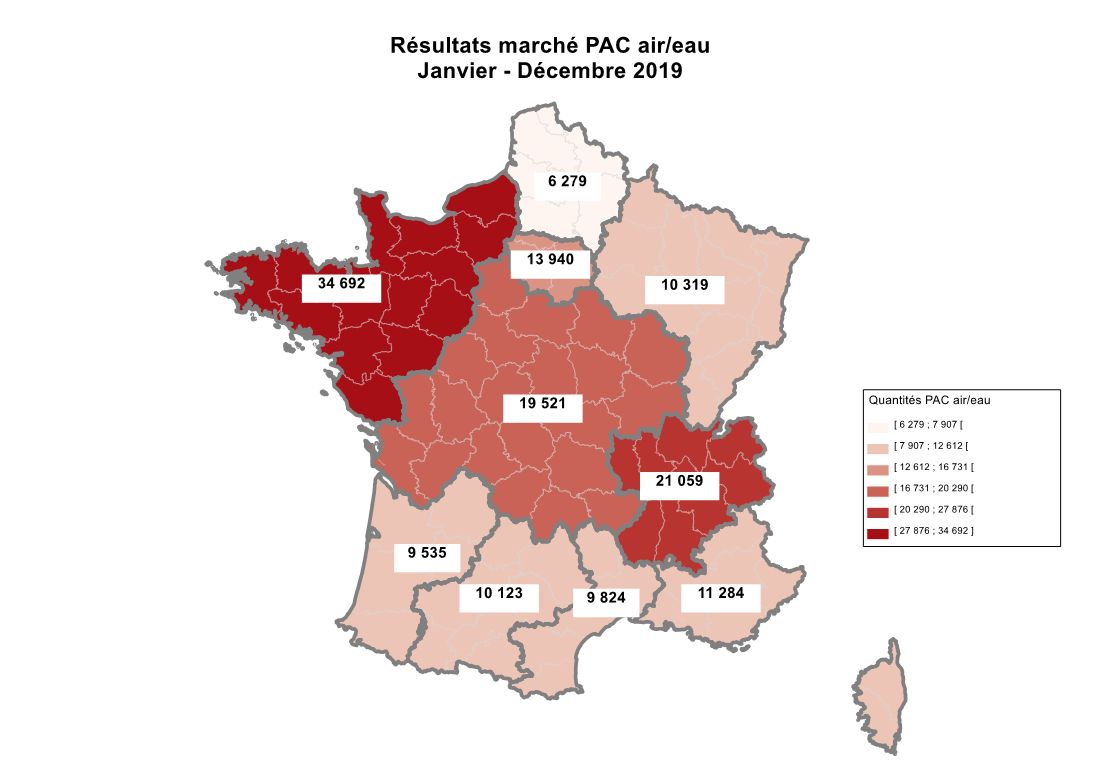 Résultats marché PAC air/eau
Janvier - Décembre 2019
6 279
13 940
34 692
10 319
19 521
21 059
9 535
10 123
9 824
11 284
Quantités PAC air/eau
[ 6 279 ; 7 907 [
[ 7 907 ; 12 612 [
[ 12 612 ; 16 731 [
[ 16 731 ; 20 290 [
[ 20 290 ; 27 876 [
[ 27 876 ; 34 692 ]